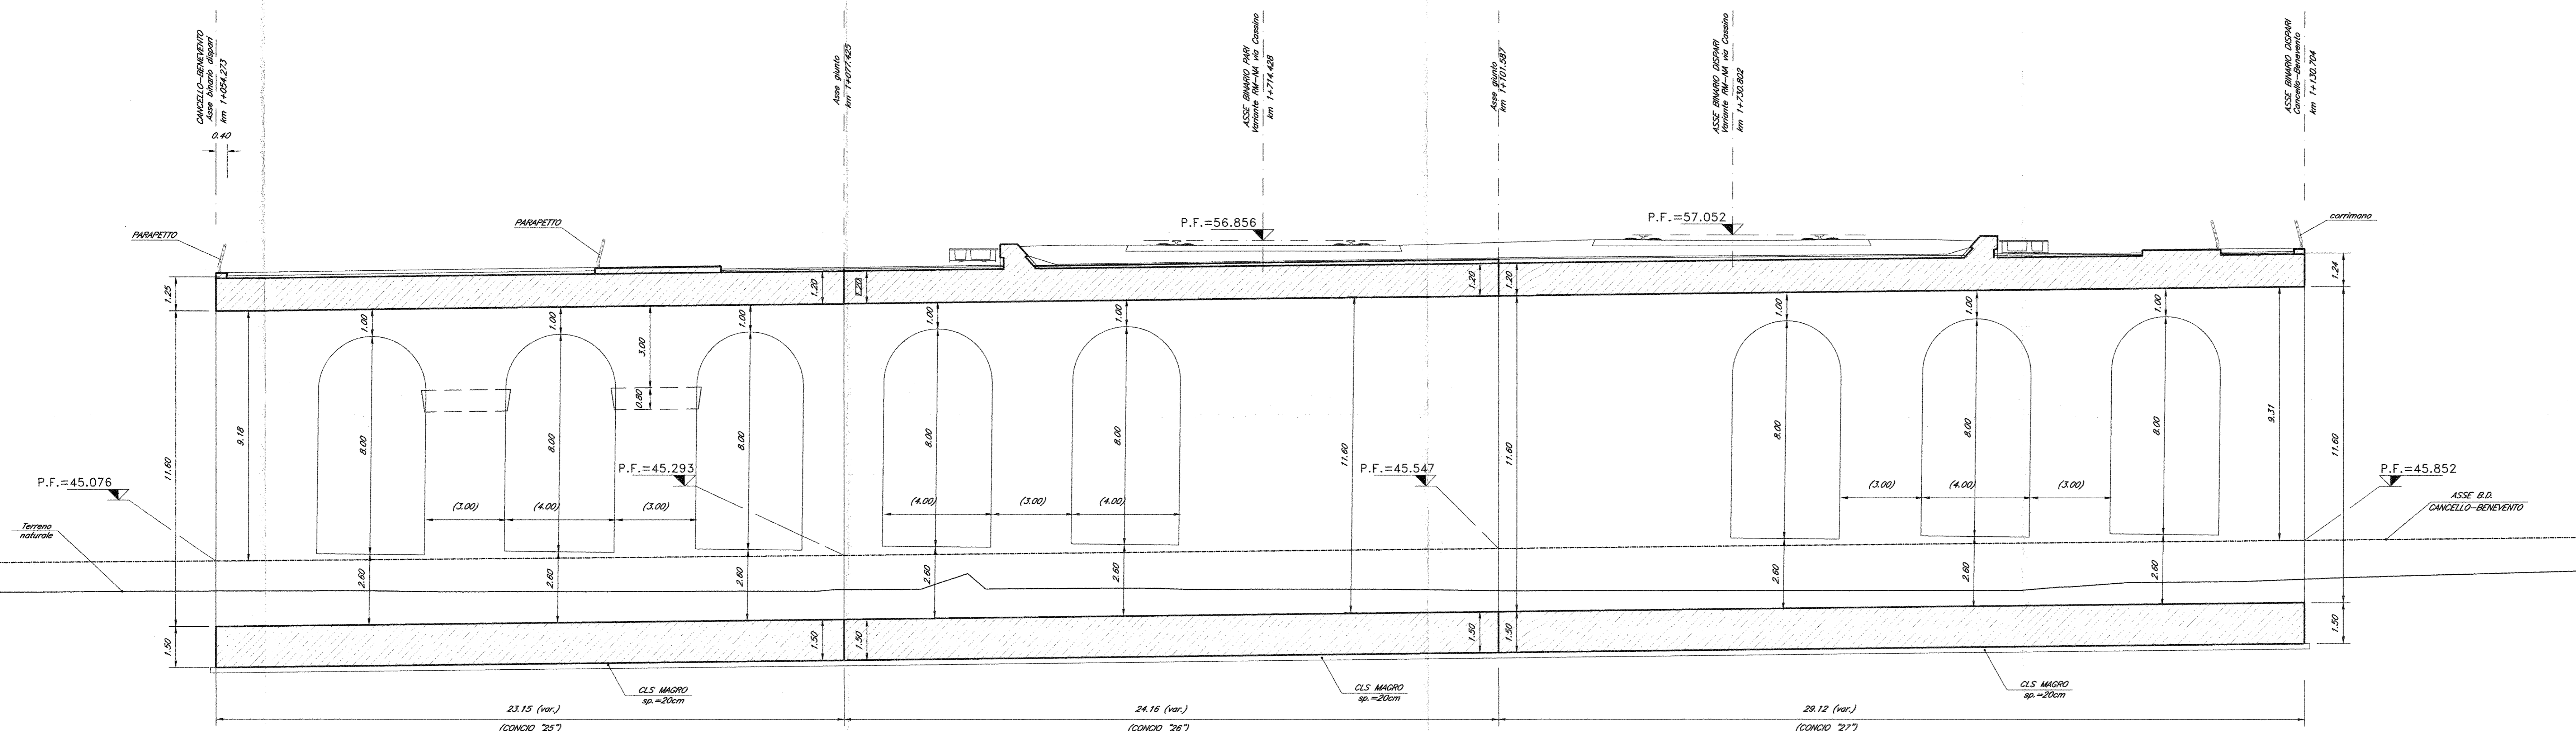 CANCELLO-BENEVENTO
Asse binario dispari
km 1+054.273
0.40
Asse giunto
km 1+077.425
ASSE BINARIO PARI
Variante RM-NA via Cassino
km 1+714.428
Asse giunto
km 1+101.587
ASSE BINARIO DISPARI
Variante RM-NA via Cassino
km 1+730.802
ASSE BINARIO DISPARI
Cancello-Benevento
km 1+130.704
PARAPETTO
PARAPETTO
P.F.=56.856
P.F.=57.052
corrimano
1.25
1.20
1.20
1.20
1.20
1.24
1.00
1.00
1.00
1.00
1.00
1.00
1.00
1.00
3.00
0.80
9.18
8.00
8.00
8.00
8.00
8.00
11.60
11.60
8.00
8.00
8.00
9.31
11.60
11.60
P.F.=45.076
P.F.=45.293
P.F.=45.547
P.F.=45.852
(3.00)
(4.00)
(3.00)
(4.00)
(3.00)
(4.00)
(3.00)
(4.00)
(3.00)
ASSE B.D.
CANCELLO-BENEVENTO
Terreno
naturale
2.60
2.60
2.60
2.60
2.60
2.60
2.60
2.60
1.50
1.50
1.50
1.50
1.50
1.50
CLS MAGRO
sp.=20cm
CLS MAGRO
sp.=20cm
CLS MAGRO
sp.=20cm
23.15 (var.)
24.16 (var.)
29.12 (var.)
(CONCIO "25")
(CONCIO "26")
(CONCIO "27")